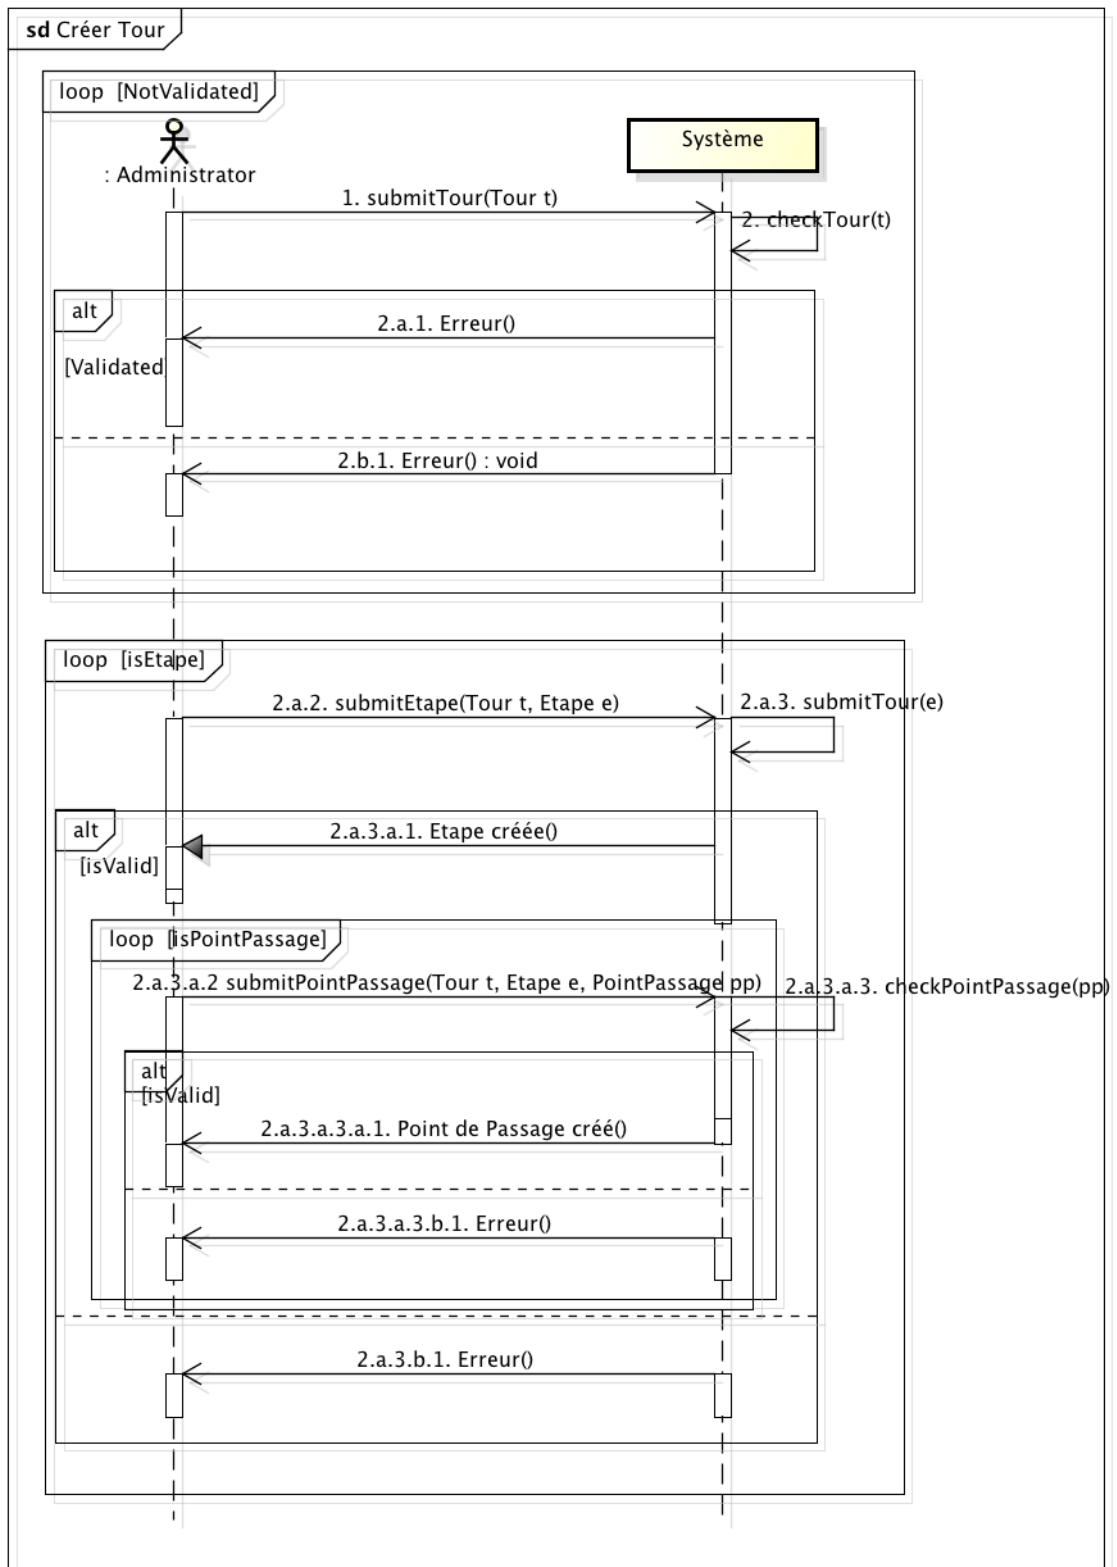 sd Créer Tour
loop [NotValidated]
: Administrator
Système
1. submitTour(Tour t)
2. checkTour(t)
alt
2.a.1. Erreur()
[Validated]
2.b.1. Erreur() : void
loop [isEtape]
2.a.2. submitEtape(Tour t, Etape e)
2.a.3. submitTour(e)
alt
2.a.3.a.1. Etape créée()
[isValid]
loop [isPointPassage]
2.a.3.a.2 submitPointPassage(Tour t, Etape e, PointPassage pp)
2.a.3.a.3. checkPointPassage(pp)
alt
[isValid]
2.a.3.a.3.a.1. Point de Passage créé()
2.a.3.a.3.b.1. Erreur()
2.a.3.b.1. Erreur()